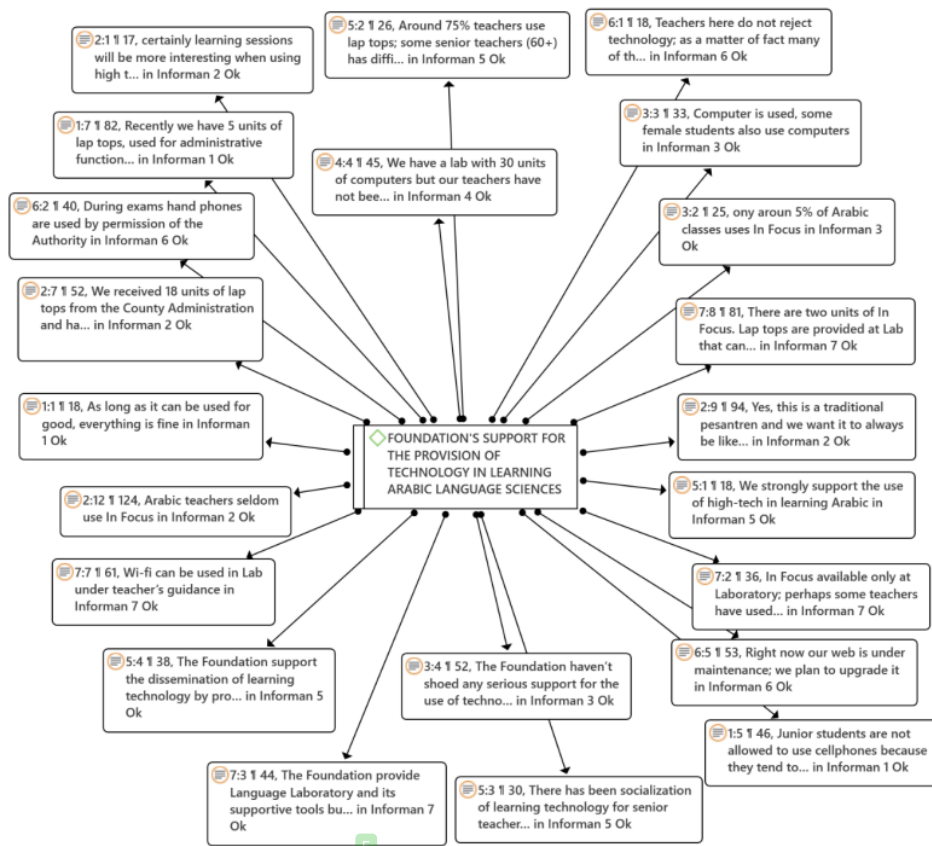 2:1 ¶ 17, certainly learning sessions
will be more interesting when using
high t... in Informan 2 Ok
5:2 ¶ 26, Around 75% teachers use
lap tops; some senior teachers (60+)
has diffi... in Informan 5 Ok
6:1 ¶ 18, Teachers here do not reject
technology; as a matter of fact many
of th... in Informan 6 Ok
1:7 ¶ 82, Recently we have 5 units of
lap tops, used for administrative
function... in Informan 1 Ok
3:3 ¶ 33, Computer is used, some
female students also use computers
in Informan 3 Ok
4:4 ¶ 45, We have a lab with 30 units
of computers but our teachers have
not bee... in Informan 4 Ok
6:2 ¶ 40, During exams hand phones
are used by permission of the
Authority in Informan 6 Ok
3:2 ¶ 25, ony aroun 5% of Arabic
classes uses In Focus in Informan 3
Ok
2:7 ¶ 52, We received 18 units of lap
tops from the County Administration
and ha... in Informan 2 Ok
7:8 ¶ 81, There are two units of In
Focus. Lap tops are provided at Lab
that can... in Informan 7 Ok
1:1 ¶ 18, As long as it can be used for
good, everything is fine in Informan
1 Ok
2:9 ¶ 94, Yes, this is a traditional
pesantren and we want it to always
be like... in Informan 2 Ok
FOUNDATION'S SUPPORT FOR
THE PROVISION OF
TECHNOLOGY IN LEARNING
ARABIC LANGUAGE SCIENCES
2:12 ¶ 124, Arabic teachers seldom
use In Focus in Informan 2 Ok
5:1 ¶ 18, We strongly support the use
of high-tech in learning Arabic in
Informan 5 Ok
7:7 ¶ 61, Wi-fi can be used in Lab
under teacher's guidance in
Informan 7 Ok
7:2 ¶ 36, In Focus available only at
Laboratory; perhaps some teachers
have used... in Informan 7 Ok
5:4 ¶ 38, The Foundation support
the dissemination of learning
technology by pro... in Informan 5
Ok
3:4 ¶ 52, The Foundation haven't
shoed any serious support for the
use of techno... in Informan 3 Ok
6:5 ¶ 53, Right now our web is under
maintenance; we plan to upgrade it
in Informan 6 Ok
1:5 ¶ 46, Junior students are not
allowed to use cellphones because
they tend to... in Informan 1 Ok
7:3 ¶ 44, The Foundation provide
Language Laboratory and its
supportive tools bu... in Informan 7
Ok
5:3 ¶ 30, There has been socialization
of learning technology for senior
teacher... in Informan 5 Ok